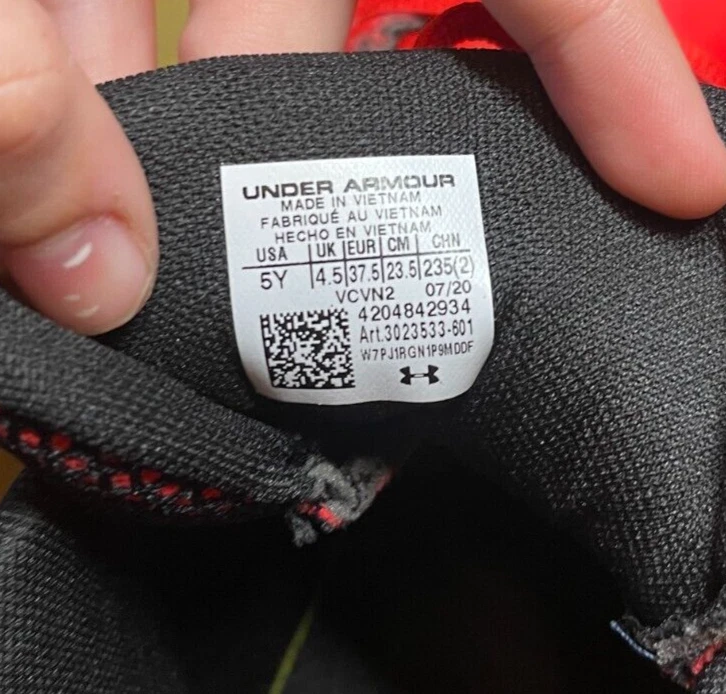 UNDER ARMOUR
MADE IN VIETNAM
FABRIQUÉ AU VIETNAM
HECHO EN VIETNAM
USA UK EUR CM CHN
5Y 4.5 37.5 23.5 235(2)
VCVN2 07/20
4204842934
Art.3023533-601
W7PJ1RGN1P9MDDF